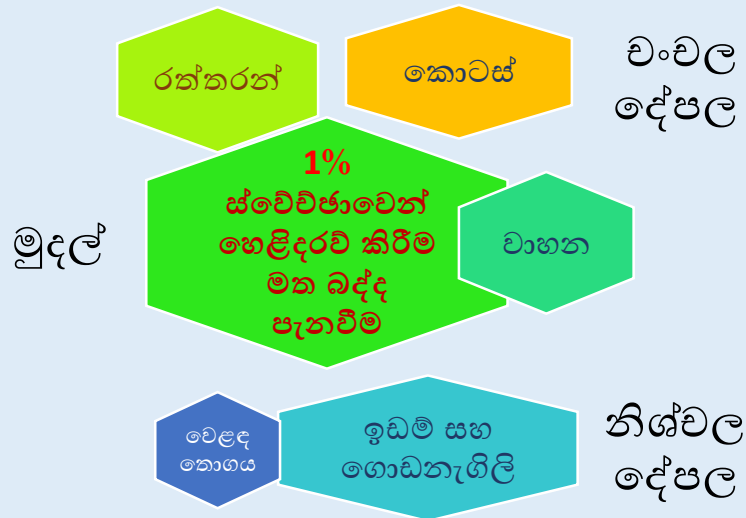 රත්තරන්
කොටස්
චංචල
දේපල
1%
ස්වේච්ඡාවෙන්
හෙළිදරව් කිරීම
මත බද්ද
පැනවීම
මුදල්
වාහන
වෙළඳ
තොගය
ඉඩම් සහ
ගොඩනැගිලි
නිශ්චල
දේපල